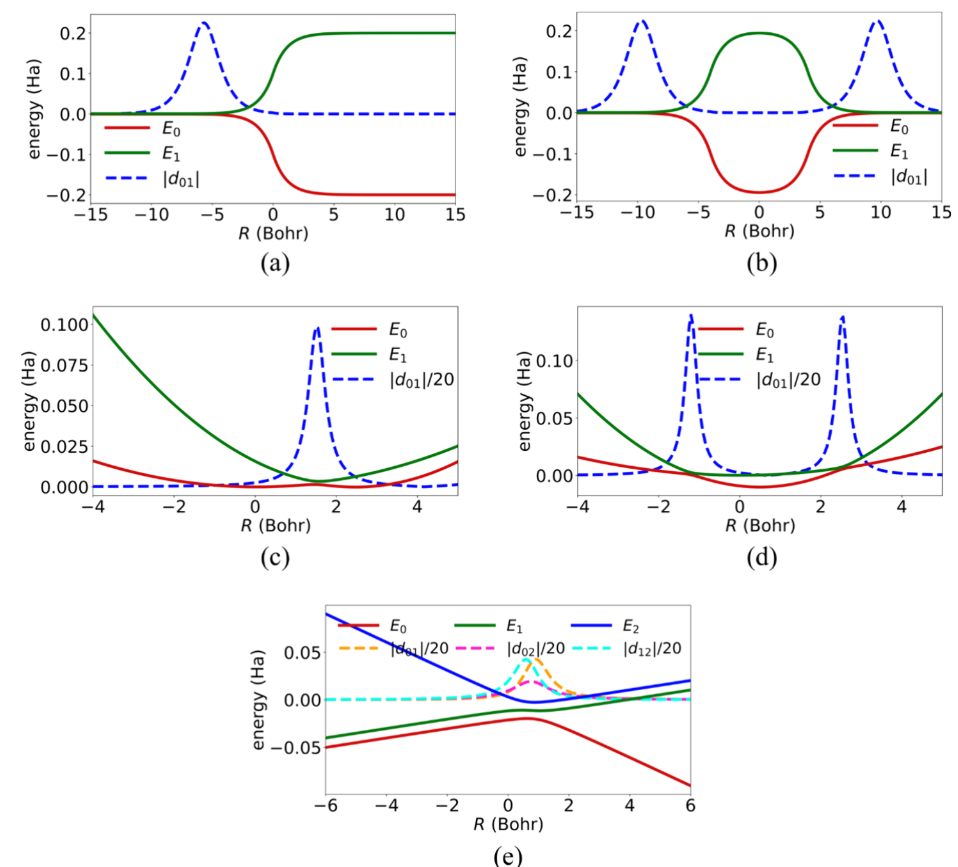 energy (Ha)
0.2
0.1
0.0
−0.1
−0.2
E₀
E₁
|d₀₁|
−15 −10 −5 0 5 10 15
R (Bohr)
(a)
energy (Ha)
0.2
0.1
0.0
−0.1
−0.2
E₀
E₁
|d₀₁|
−15 −10 −5 0 5 10 15
R (Bohr)
(b)
energy (Ha)
0.100
0.075
0.050
0.025
0.000
E₀
E₁
|d₀₁|/20
−4 −2 0 2 4
R (Bohr)
(c)
energy (Ha)
0.10
0.05
0.00
E₀
E₁
|d₀₁|/20
−4 −2 0 2 4
R (Bohr)
(d)
energy (Ha)
0.05
0.00
−0.05
E₀ E₁ E₂
|d₀₁|/20 |d₀₂|/20 |d₁₂|/20
−6 −4 −2 0 2 4 6
R (Bohr)
(e)